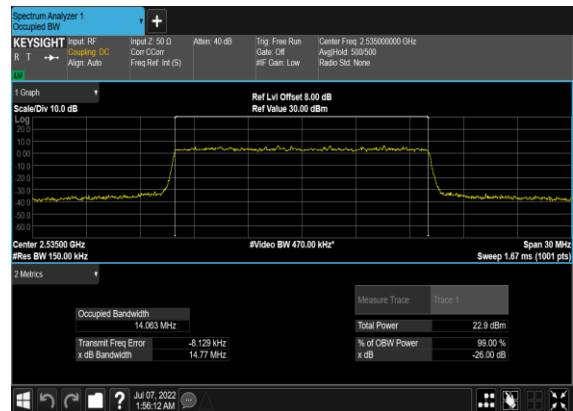 Spectrum Analyzer 1
Occupied BW
KEYSIGHT Input: RF Input Z: 50 Ω Atten: 40 dB Trig: Free Run Center Freq: 2.535000000 GHz
R T Coupling: DC Corr CCorr Gate: Off Avg|Hold: 500/500
Align: Auto Freq Ref: Int (S) #IF Gain: Low Radio Std: None
LW
1 Graph
Ref Lvl Offset 8.00 dB
Scale/Div 10.0 dB Ref Value 30.00 dBm
Log
20.0
10.0
0.00
-10.0
-20.0
-30.0
-40.0
-50.0
-60.0
Center 2.53500 GHz #Video BW 470.00 kHz* Span 30 MHz
#Res BW 150.00 kHz Sweep 1.67 ms (1001 pts)
2 Metrics
Measure Trace Trace 1
Occupied Bandwidth
14.063 MHz Total Power 22.9 dBm
Transmit Freq Error -8.129 kHz % of OBW Power 99.00 %
x dB Bandwidth 14.77 MHz x dB -26.00 dB
? Jul 07, 2022
1:56:12 AM